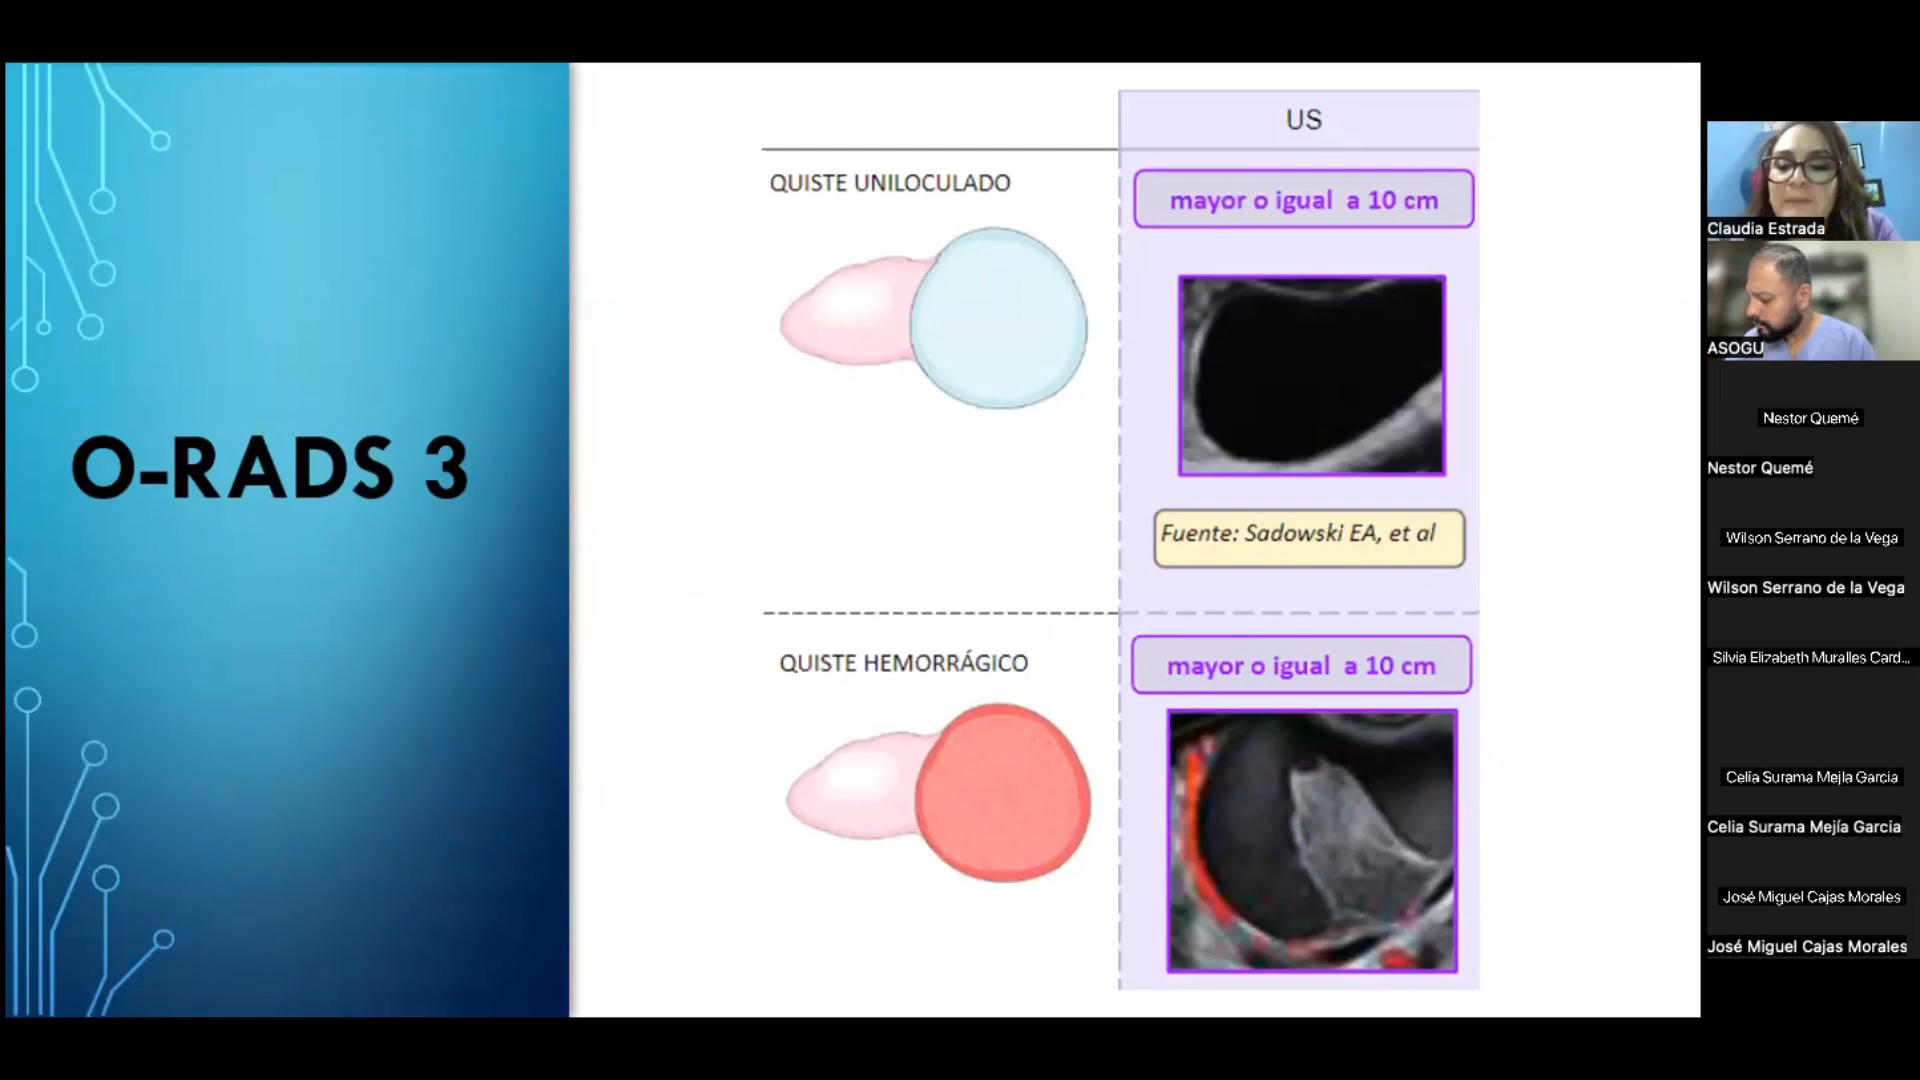 O-RADS 3
US
QUISTE UNILOCULADO
mayor o igual a 10 cm
Fuente: Sadowski EA, et al
QUISTE HEMORRÁGICO
mayor o igual a 10 cm
Claudia Estrada
ASOGU
Nestor Quemé
Nestor Quemé
Wilson Serrano de la Vega
Wilson Serrano de la Vega
Silvia Elizabeth Muralles Card...
Celia Surama Mejía Garcia
Celia Surama Mejía Garcia
José Miguel Cajas Morales
José Miguel Cajas Morales